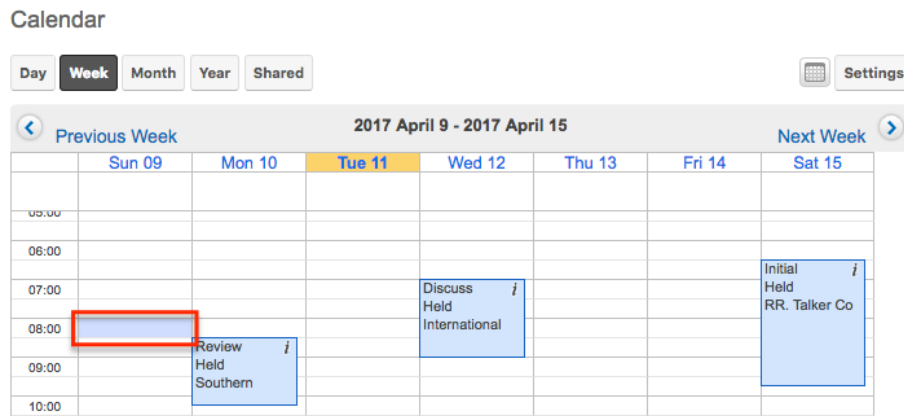 Calendar
Day Week Month Year Shared Settings
2017 April 9 - 2017 April 15
Previous Week Next Week
Sun 09 Mon 10 Tue 11 Wed 12 Thu 13 Fri 14 Sat 15
05:00
06:00
Initial i
07:00 Discuss i Held
Held RR. Talker Co
08:00 International
Review i
09:00 Held
Southern
10:00